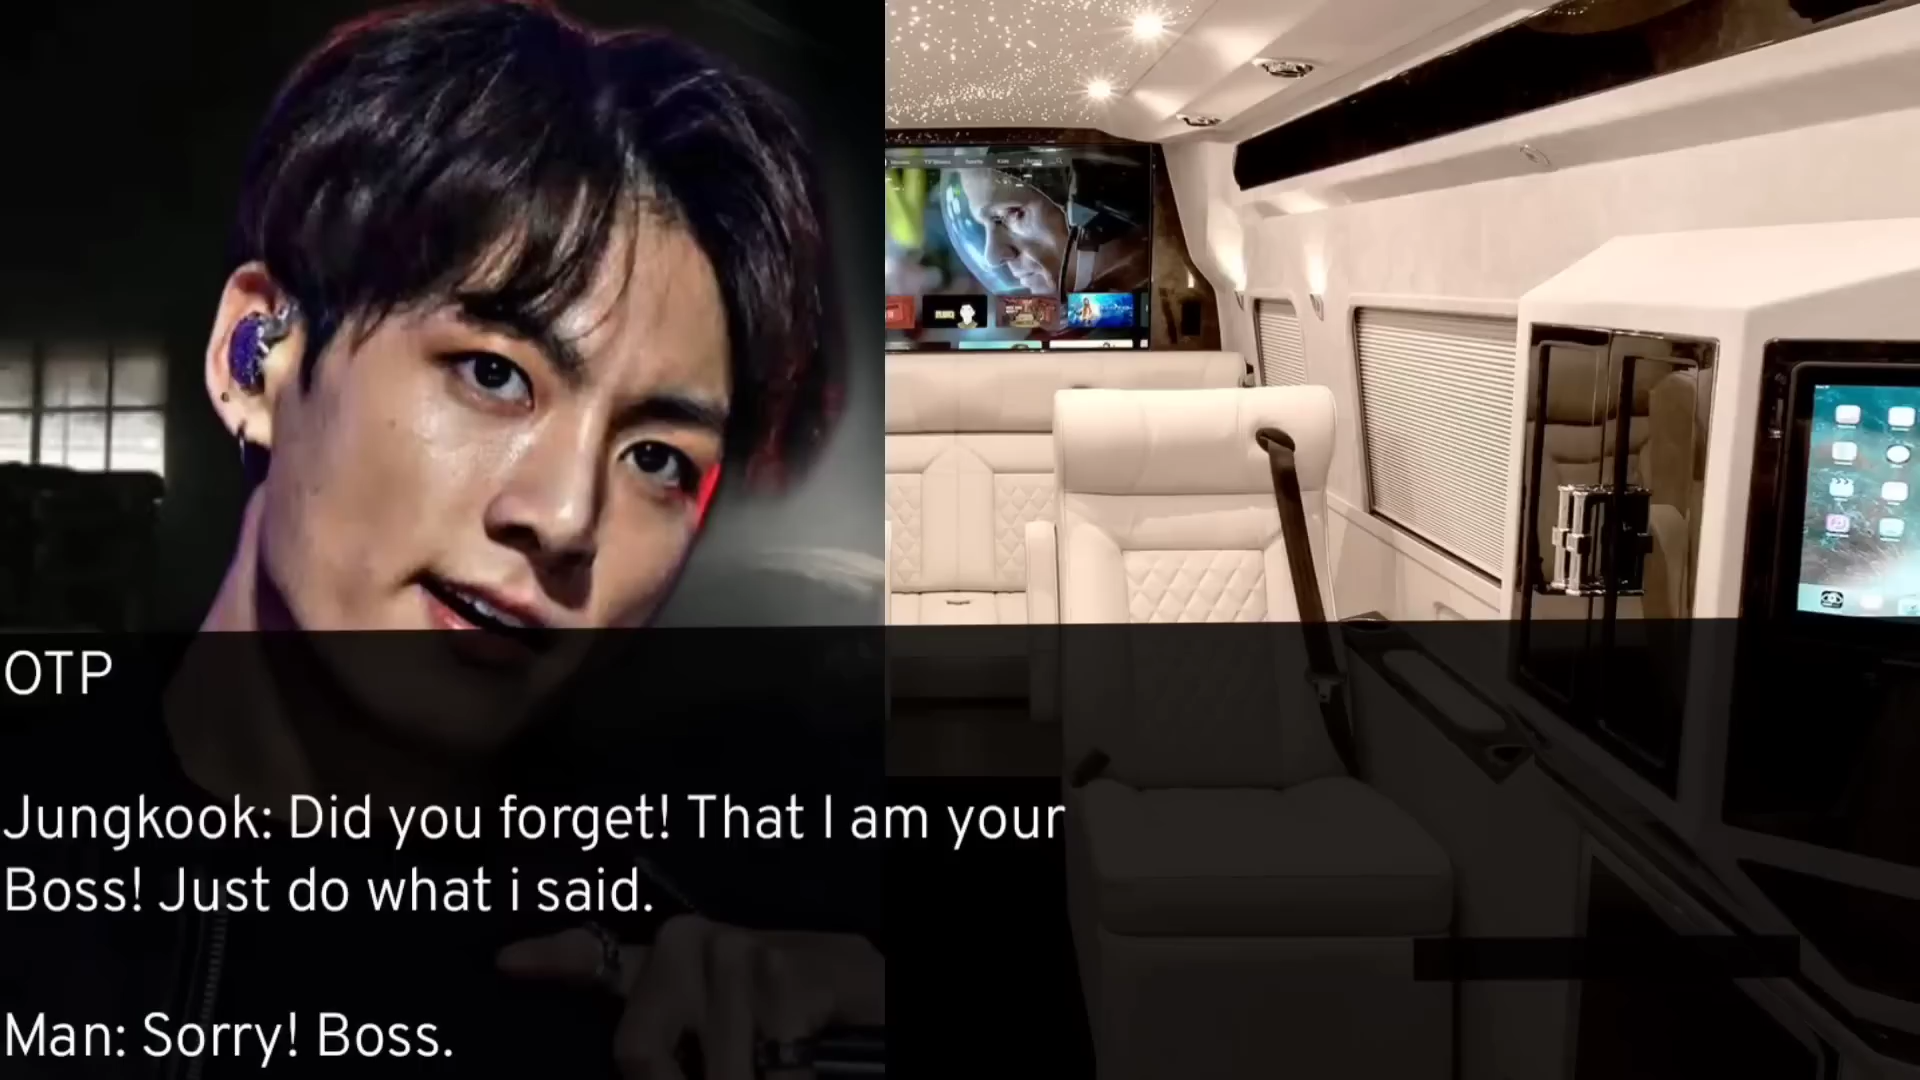 OTP
Jungkook: Did you forget! That I am your
Boss! Just do what i said.
Man: Sorry! Boss.